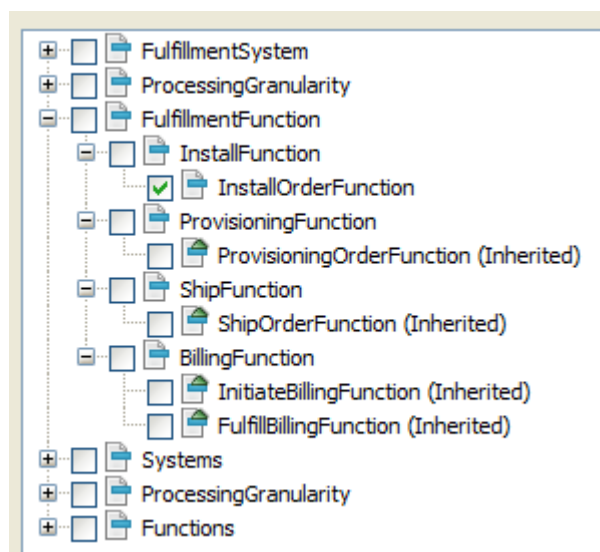 FulfillmentSystem
ProcessingGranularity
FulfillmentFunction
InstallFunction
InstallOrderFunction
ProvisioningFunction
ProvisioningOrderFunction (Inherited)
ShipFunction
ShipOrderFunction (Inherited)
BillingFunction
InitiateBillingFunction (Inherited)
FulfillBillingFunction (Inherited)
Systems
ProcessingGranularity
Functions